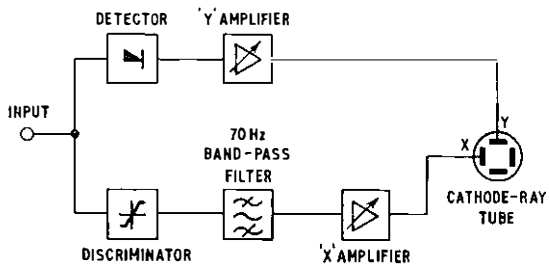 DETECTOR
'Y' AMPLIFIER
INPUT
70 Hz
BAND-PASS
FILTER
Y
X
CATHODE-RAY
TUBE
DISCRIMINATOR
'X' AMPLIFIER